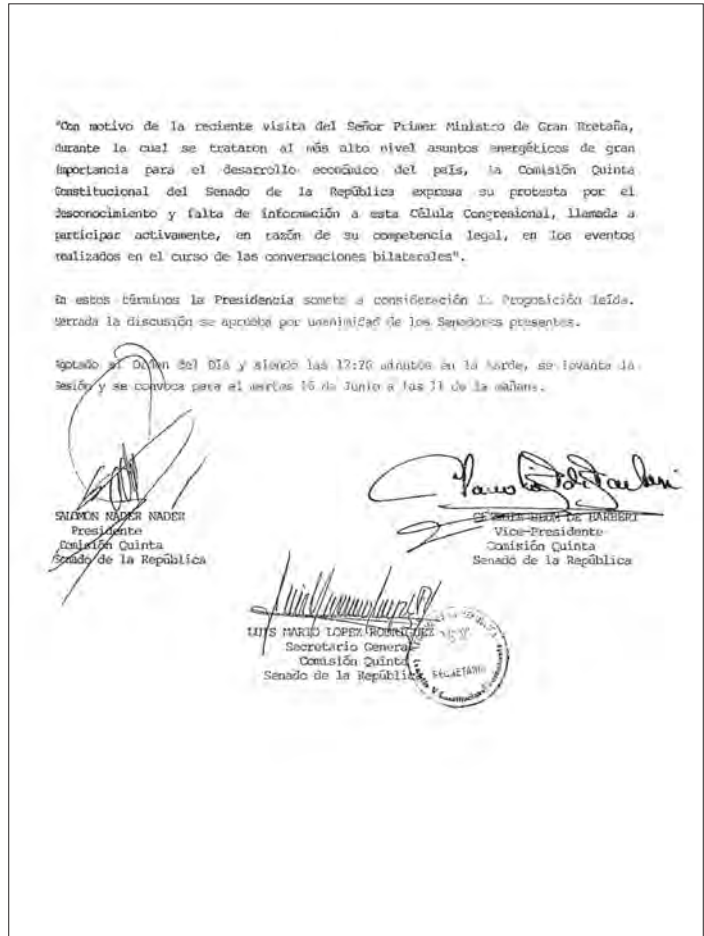 "Con motivo de la reciente visita del Señor Primer Ministro de Gran Bretaña,
durante la cual se trataron al más alto nivel asuntos energéticos de gran
importancia para el desarrollo económico del país, la Comisión Quinta
Constitucional del Senado de la República expresa su protesta por el
desconocimiento y falta de información a esta Célula Congresional, llamada a
participar activamente, en razón de su competencia legal, en los eventos
realizados en el curso de las conversaciones bilaterales".
En estos términos la Presidencia somete a consideración la Proposición leída.
Cerrada la discusión se aprueba por unanimidad de los Senadores presentes.
Agotado el Orden del Día y siendo las 12:20 minutos en la tarde, se levanta la
Sesión y se convoca para el martes 16 de Junio a las 11 de la mañana.
SALOMON NADER NADER
Presidente
Comisión Quinta
Senado de la República
DE BARBERI
Vice-Presidente
Comisión Quinta
Senado de la República
LUIS MARIO LOPEZ RODRIGUEZ
Secretario General
Comisión Quinta
Senado de la República
SECRETARIA